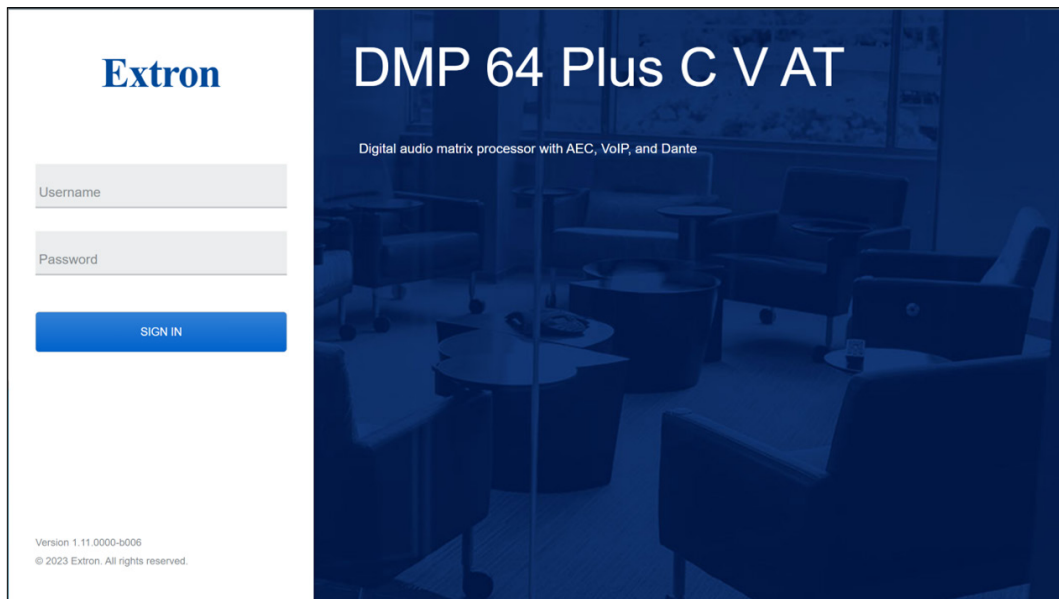 Extron
Username
Password
SIGN IN
Version 1.11.0000-b006
© 2023 Extron. All rights reserved.
DMP 64 Plus C V AT
Digital audio matrix processor with AEC, VoIP, and Dante